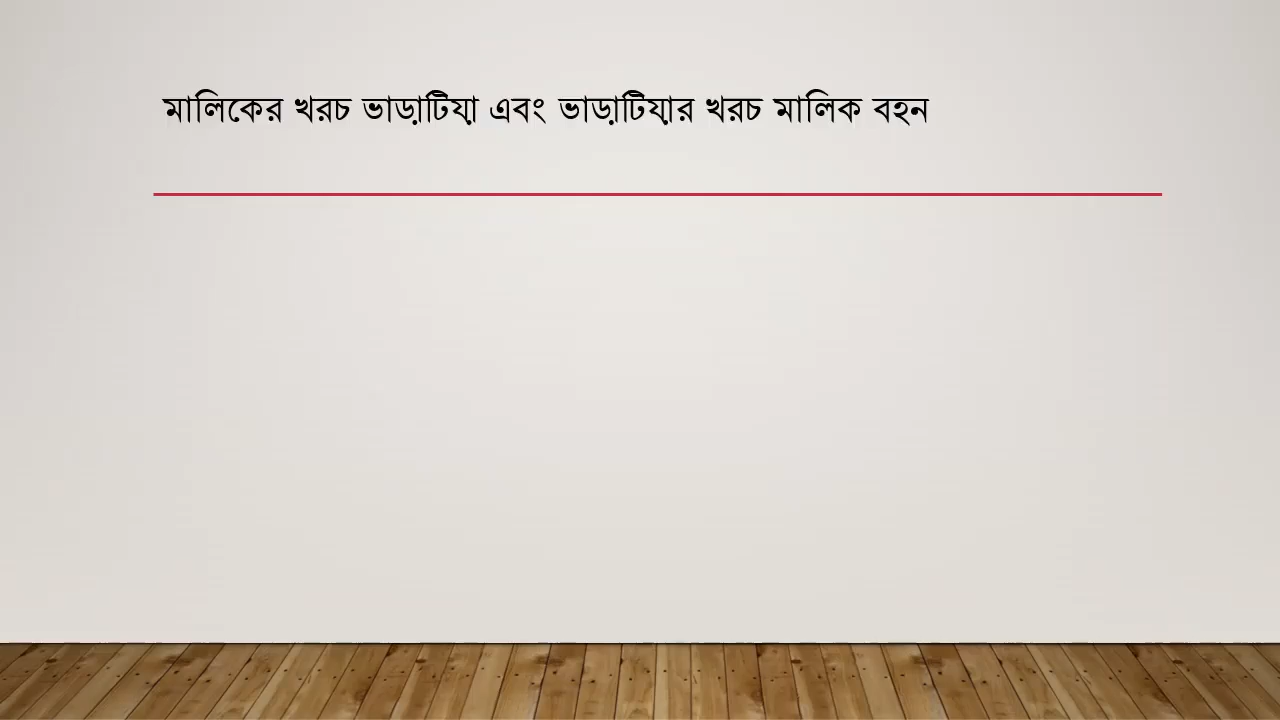 মালিকের খরচ ভাড়াটিয়া এবং ভাড়াটিয়ার খরচ মালিক বহন